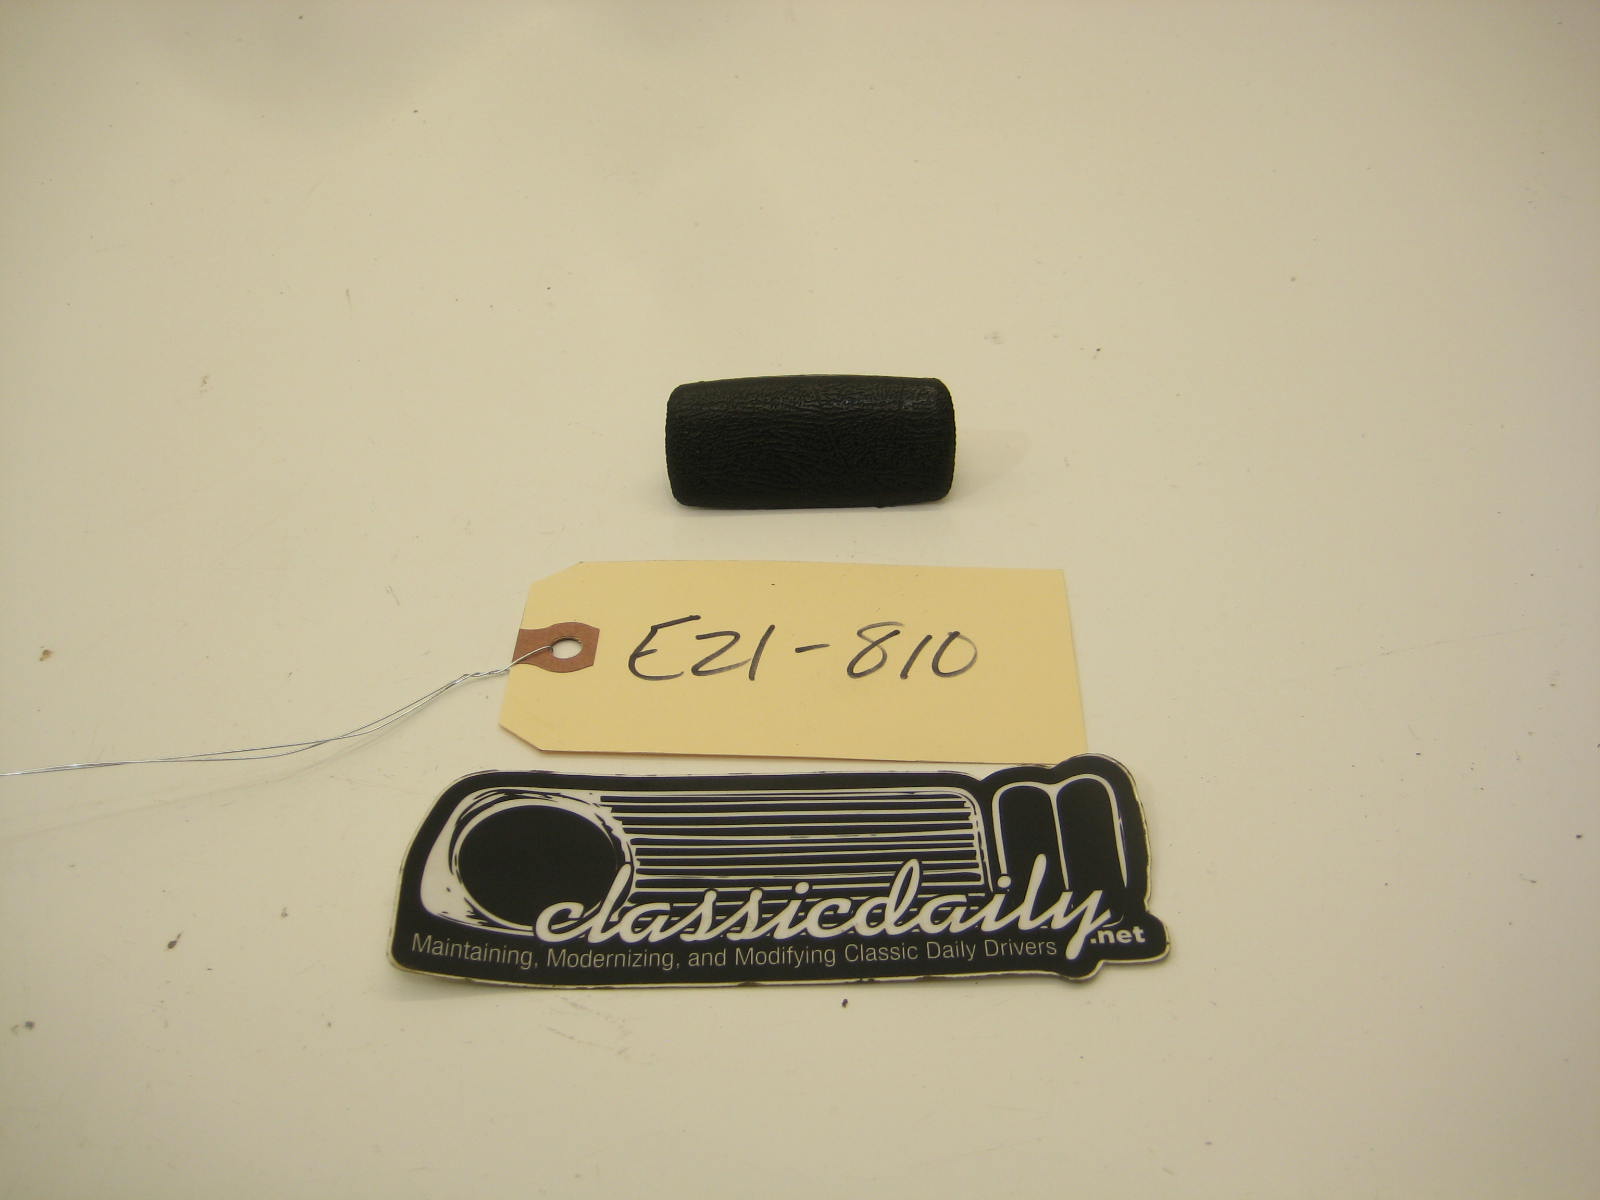 E21-810
classicdaily.net
Maintaining, Modernizing, and Modifying Classic Daily Drivers